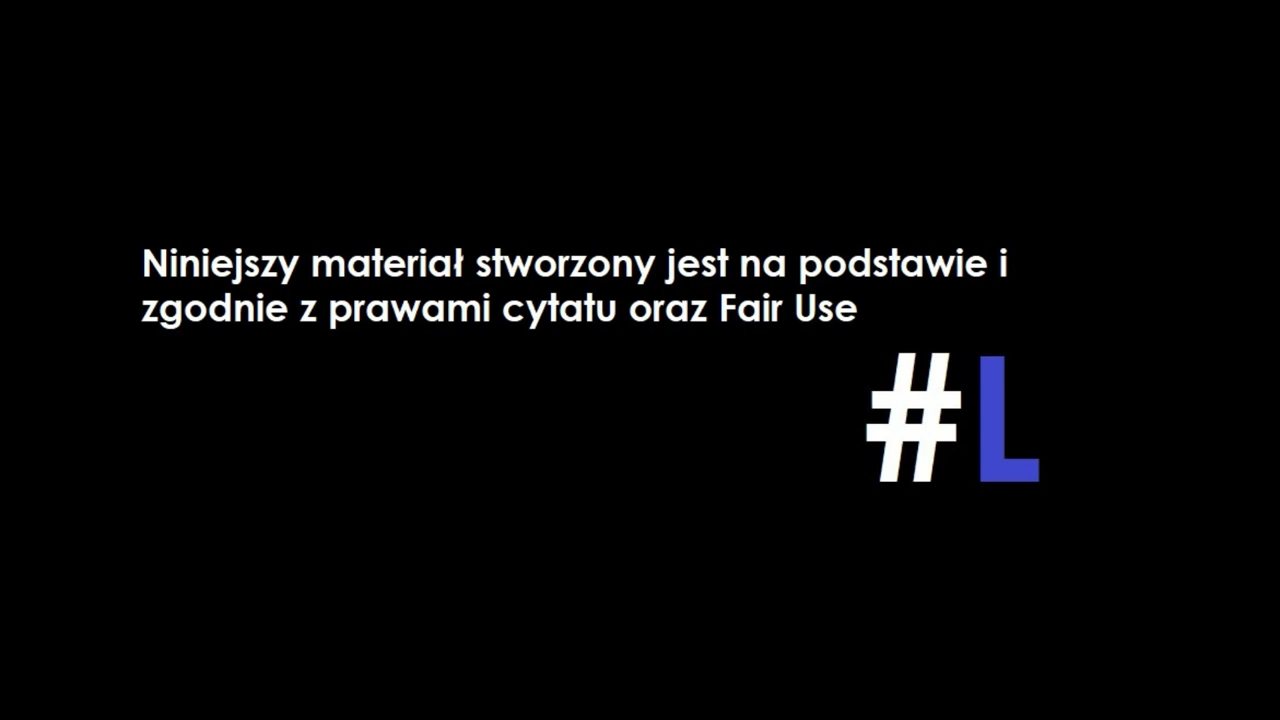 Niniejszy materiał stworzony jest na podstawie i
zgodnie z prawami cytatu oraz Fair Use
#L